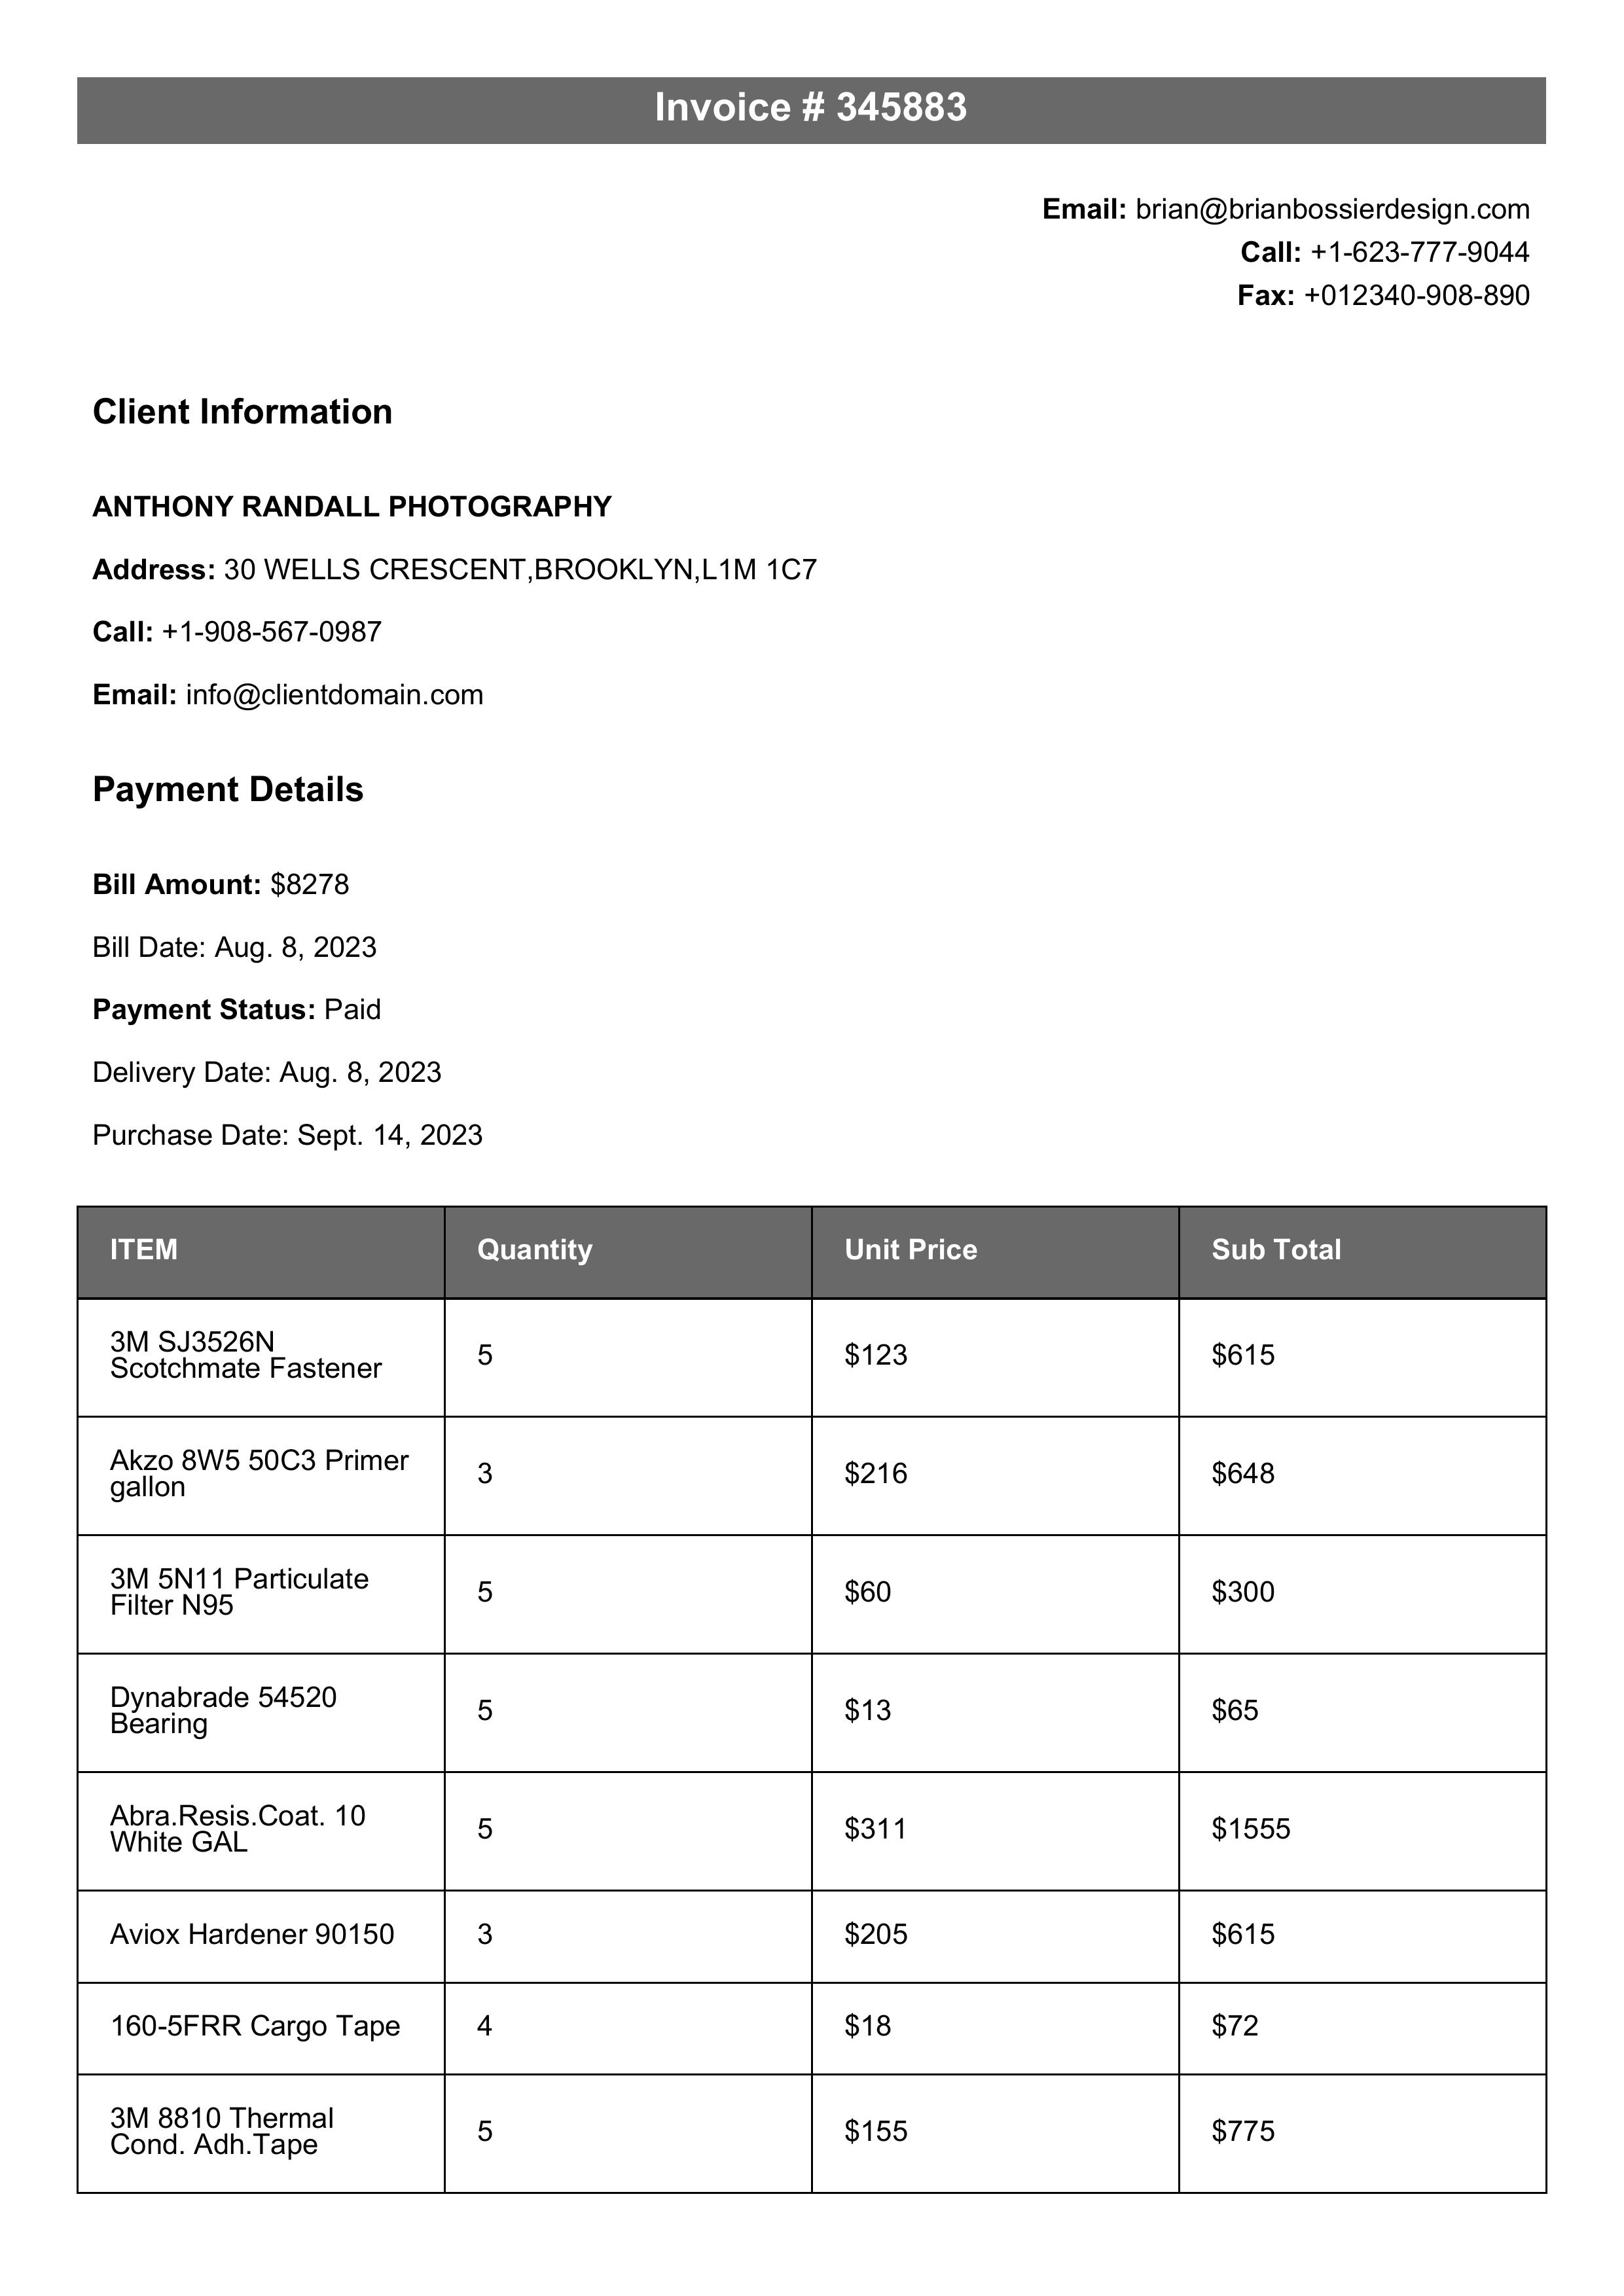 Invoice # 345883
Email: brian@brianbossierdesign.com
Call: +1-623-777-9044
Fax: +012340-908-890
Client Information
ANTHONY RANDALL PHOTOGRAPHY
Address: 30 WELLS CRESCENT,BROOKLYN,L1M 1C7
Call: +1-908-567-0987
Email: info@clientdomain.com
Payment Details
Bill Amount: $8278
Bill Date: Aug. 8, 2023
Payment Status: Paid
Delivery Date: Aug. 8, 2023
Purchase Date: Sept. 14, 2023
ITEM Quantity Unit Price Sub Total
3M SJ3526N
Scotchmate Fastener 5 $123 $615
Akzo 8W5 50C3 Primer
gallon 3 $216 $648
3M 5N11 Particulate
Filter N95 5 $60 $300
Dynabrade 54520
Bearing 5 $13 $65
Abra.Resis.Coat. 10
White GAL 5 $311 $1555
Aviox Hardener 90150 3 $205 $615
160-5FRR Cargo Tape 4 $18 $72
3M 8810 Thermal
Cond. Adh.Tape 5 $155 $775